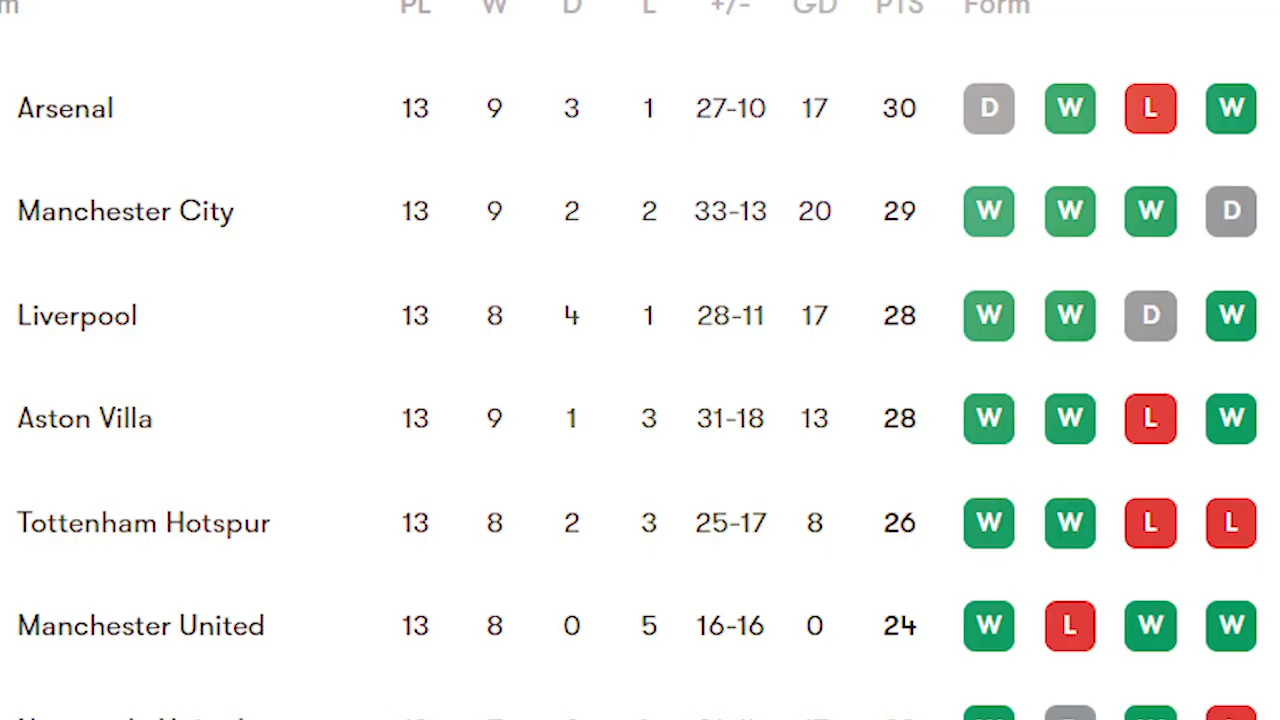 m PL W D L +/- GD PTS Form
Arsenal 13 9 3 1 27-10 17 30 D W L W
Manchester City 13 9 2 2 33-13 20 29 W W W D
Liverpool 13 8 4 1 28-11 17 28 W W D W
Aston Villa 13 9 1 3 31-18 13 28 W W L W
Tottenham Hotspur 13 8 2 3 25-17 8 26 W W L L
Manchester United 13 8 0 5 16-16 0 24 W L W W